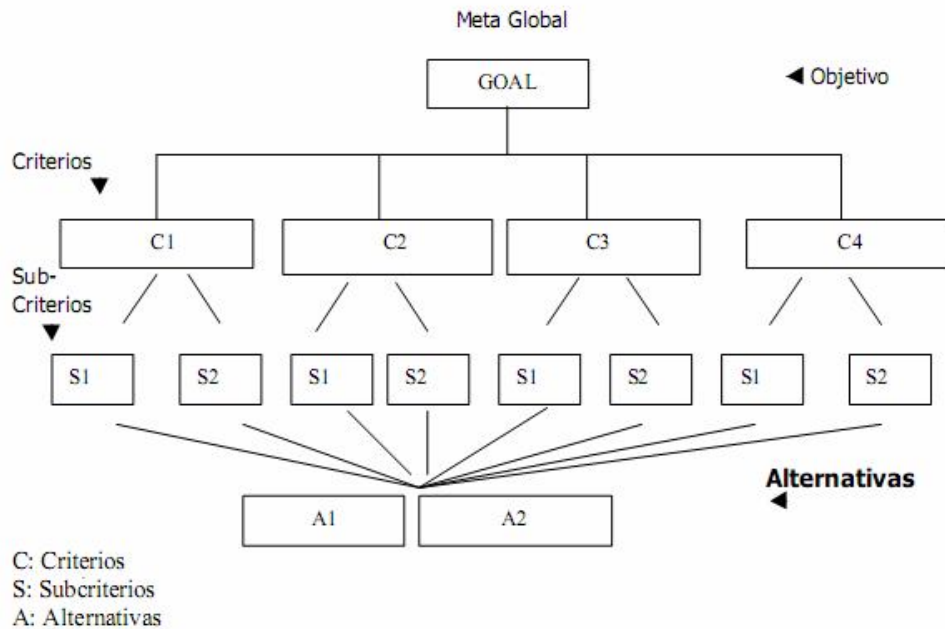 Meta Global
GOAL
◄ Objetivo
Criterios
▼
C1 C2 C3 C4
Sub-
Criterios
▼
S1 S2 S1 S2 S1 S2 S1 S2
Alternativas
◄
A1 A2
C: Criterios
S: Subcriterios
A: Alternativas